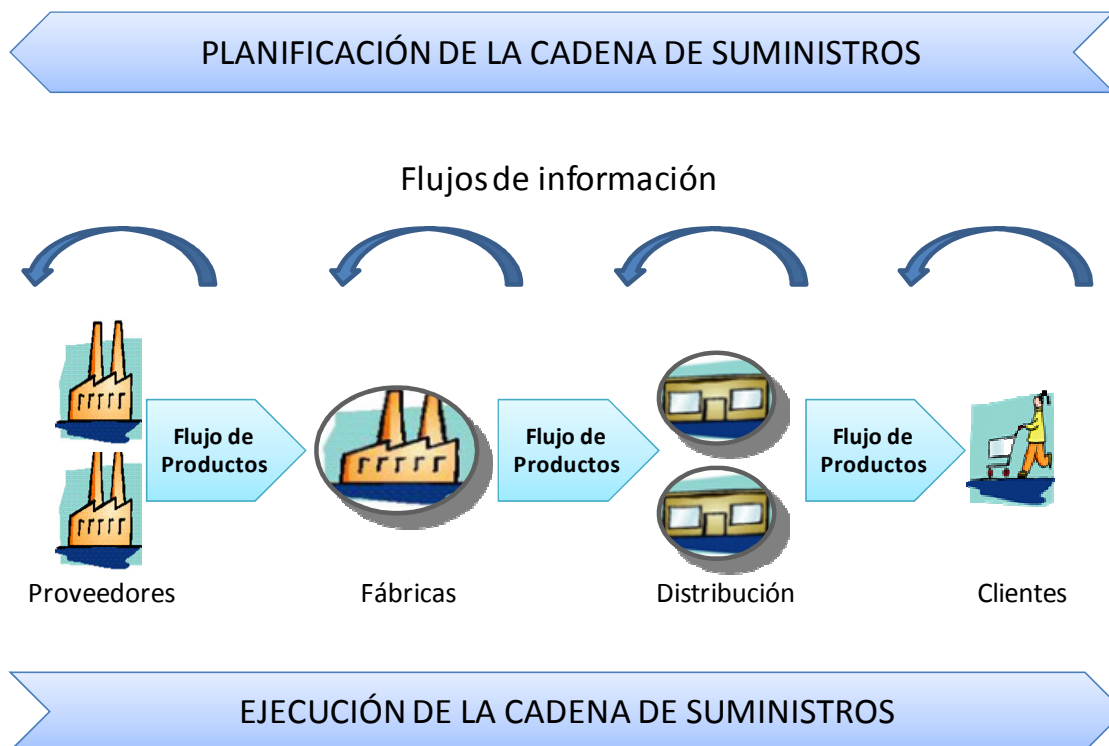 PLANIFICACIÓN DE LA CADENA DE SUMINISTROS
Flujos de información
Flujo de
Productos
Flujo de
Productos
Flujo de
Productos
Proveedores
Fábricas
Distribución
Clientes
EJECUCIÓN DE LA CADENA DE SUMINISTROS